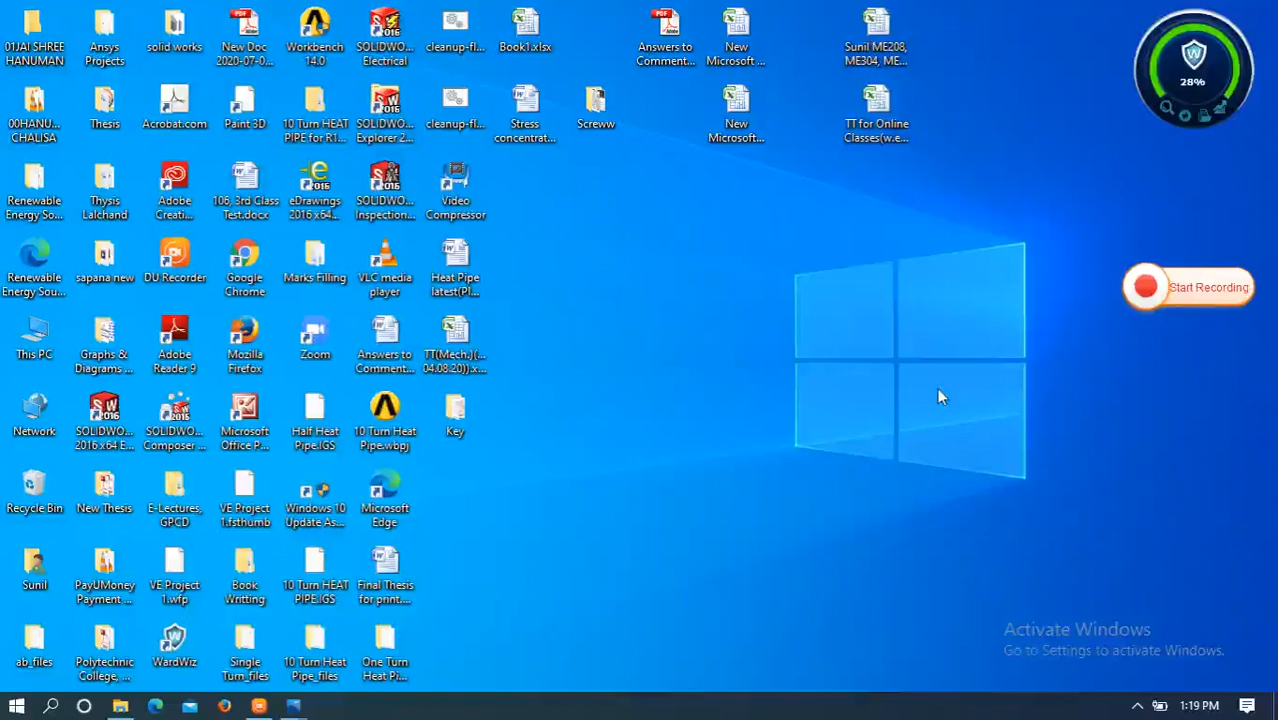 01JAI SHREE
HANUMAN
Ansys
Projects
solid works
New Doc
2020-07-0...
Workbench
14.0
SOLIDWO...
Electrical
cleanup-fl...
Book1.xlsx
Answers to
Comment...
New
Microsoft ...
Sunil ME208,
ME304, ME...
W
28%
00HANU...
CHALISA
Thesis
Acrobat.com
Paint 3D
10 Turn HEAT
PIPE for R1...
SOLIDWO...
Explorer 2...
cleanup-fl...
Stress
concentrat...
Screww
New
Microsoft...
TT for Online
Classes(w.e...
Renewable
Energy So...
Thysis
Lalchand
Adobe
Creati...
106, 3rd Class
Test.docx
eDrawings
2016 x64...
SOLIDWO...
Inspection...
Video
Compressor
Renewable
Energy Sou...
sapana new
DU Recorder
Google
Chrome
Marks Filling
VLC media
player
Heat Pipe
latest(Pl...
Start Recording
This PC
Graphs &
Diagrams ...
Adobe
Reader 9
Mozilla
Firefox
Zoom
Answers to
Comment...
TT(Mech.)(...
04.08.20)).x...
Network
SOLIDWO...
2016 x64 E...
SOLIDWO...
Composer ...
Microsoft
Office P...
Half Heat
Pipe.IGS
10 Turn Heat
Pipe.wbpj
Key
Recycle Bin
New Thesis
E-Lectures,
GPCD
VE Project
1.fsthumb
Windows 10
Update As...
Microsoft
Edge
Sunil
PayUMoney
Payment ...
VE Project
1.wfp
Book
Writting
10 Turn HEAT
PIPE.IGS
Final Thesis
for print....
ab_files
Polytechnic
College, ...
WardWiz
Single
Turn_files
10 Turn Heat
Pipe_files
One Turn
Heat Pi...
Activate Windows
Go to Settings to activate Windows.
1:19 PM